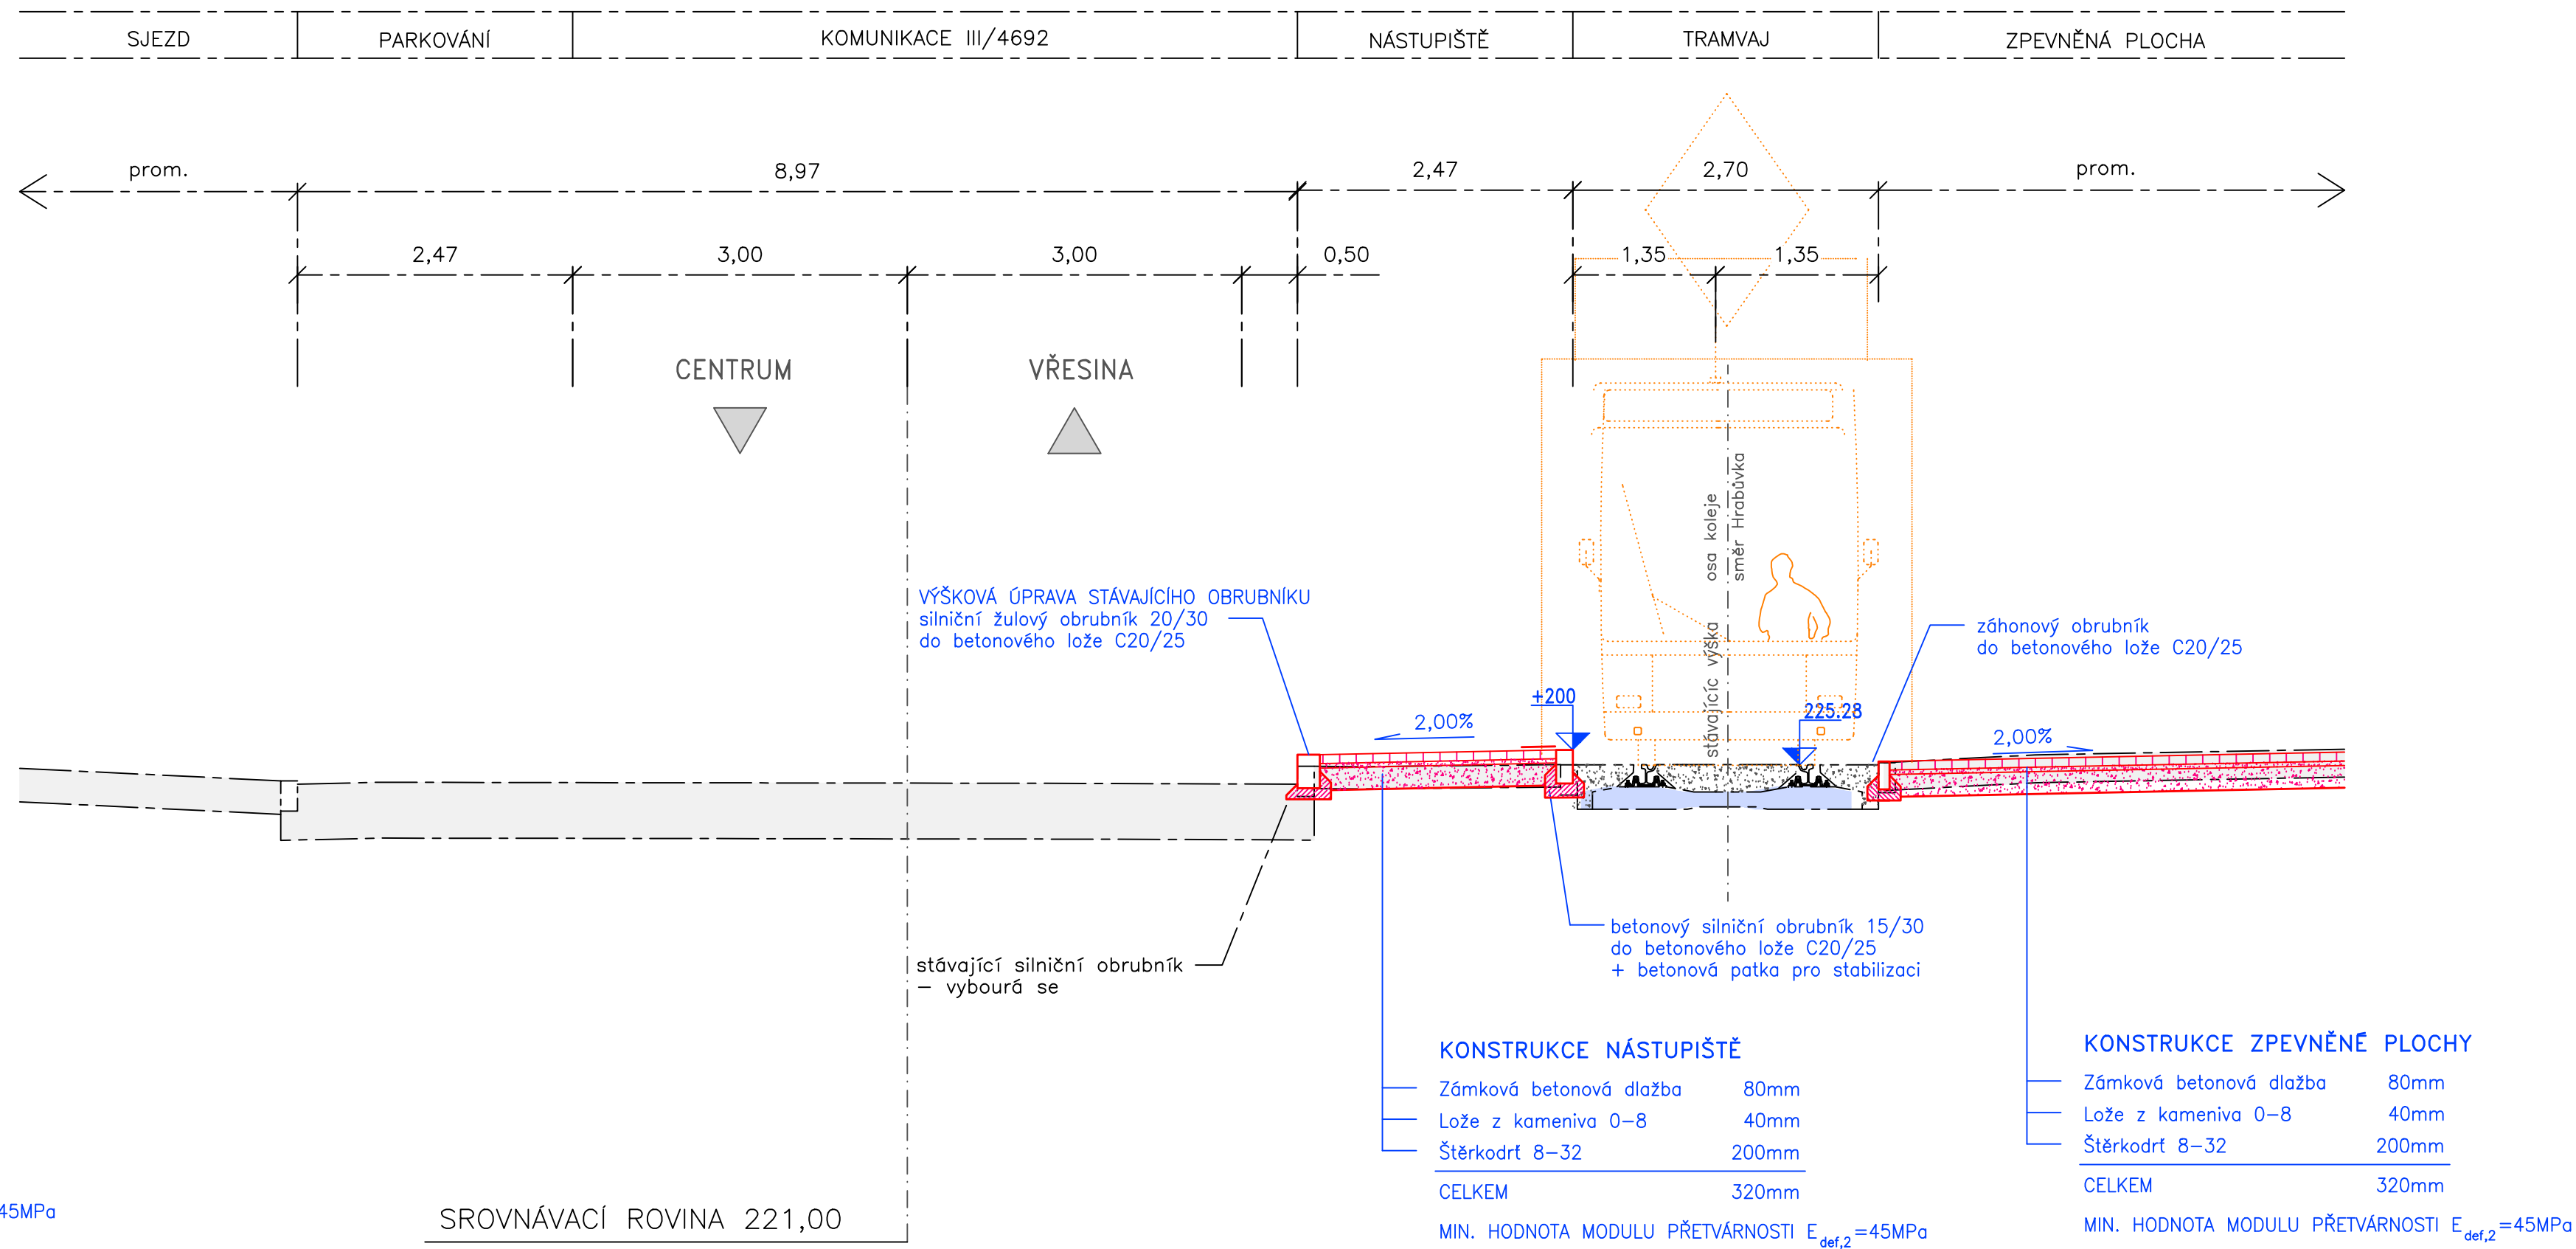 SJEZD
PARKOVÁNÍ
KOMUNIKACE III/4692
NÁSTUPIŠTĚ
TRAMVAJ
ZPEVNĚNÁ PLOCHA
prom.
8,97
2,47
2,70
prom.
2,47
3,00
3,00
0,50
1,35
1,35
CENTRUM
VŘESINA
osa koleje
směr Hrabůvka
stávajícíc výška
VÝŠKOVÁ ÚPRAVA STÁVAJÍCÍHO OBRUBNÍKU
silniční žulový obrubník 20/30
do betonového lože C20/25
záhonový obrubník
do betonového lože C20/25
+200
225.28
2,00%
2,00%
betonový silniční obrubník 15/30
do betonového lože C20/25
+ betonová patka pro stabilizaci
stávající silniční obrubník
– vybourá se
KONSTRUKCE NÁSTUPIŠTĚ
Zámková betonová dlažba 80mm
Lože z kameniva 0–8 40mm
Štěrkodrť 8–32 200mm
CELKEM 320mm
MIN. HODNOTA MODULU PŘETVÁRNOSTI Edef,2=45MPa
KONSTRUKCE ZPEVNĚNÉ PLOCHY
Zámková betonová dlažba 80mm
Lože z kameniva 0–8 40mm
Štěrkodrť 8–32 200mm
CELKEM 320mm
MIN. HODNOTA MODULU PŘETVÁRNOSTI Edef,2=45MPa
45MPa
SROVNÁVACÍ ROVINA 221,00